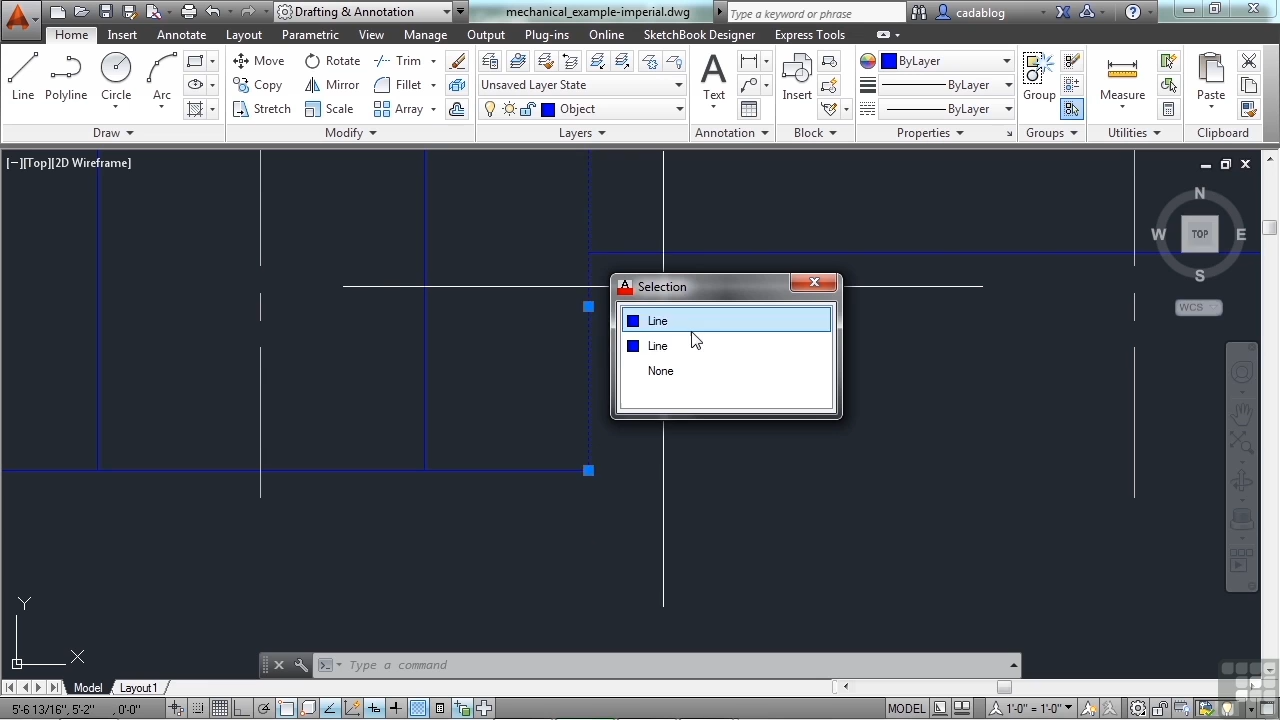 Drafting & Annotation mechanical_example-imperial.dwg Type a keyword or phrase cadablog
Home Insert Annotate Layout Parametric View Manage Output Plug-ins Online SketchBook Designer Express Tools
Move Rotate Trim ByLayer
Line Polyline Circle Arc Copy Mirror Fillet Unsaved Layer State Text Insert ByLayer Group Measure Paste
Stretch Scale Array Object ByLayer
Draw Modify Layers Annotation Block Properties Groups Utilities Clipboard
[−][Top][2D Wireframe]
N
W TOP E
S
WCS
Selection
Line
Line
None
Y
X
Type a command
Model Layout1
5'-6 13/16", 5'-2" , 0'-0" MODEL 1'-0" = 1'-0"